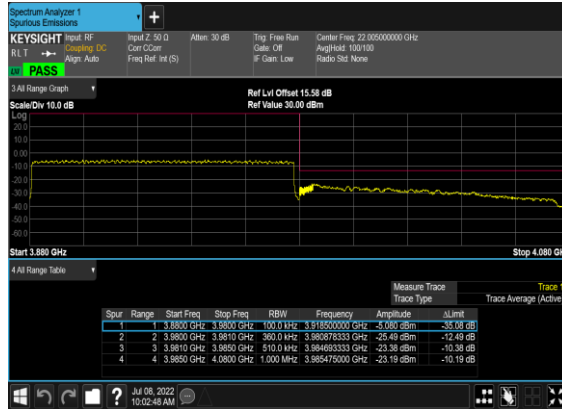 Spectrum Analyzer 1
Spurious Emissions
+
KEYSIGHT Input: RF Input Z: 50 Ω Atten: 30 dB Trig: Free Run Center Freq: 22.005000000 GHz
RLT Coupling: DC Corr CCorr Gate: Off Avg|Hold: 100/100
Align: Auto Freq Ref: Int (S) IF Gain: Low Radio Std: None
PASS
3 All Range Graph Ref Lvl Offset 15.58 dB
Scale/Div 10.0 dB Ref Value 30.00 dBm
Log
20.0
10.0
0.00
-10.0
-20.0
-30.0
-40.0
-50.0
-60.0
Start 3.880 GHz Stop 4.080 GH
4 All Range Table
Measure Trace Trace 1
Trace Type Trace Average (Active
Spur Range Start Freq Stop Freq RBW Frequency Amplitude ΔLimit
1 1 3.8800 GHz 3.9800 GHz 100.0 kHz 3.918500000 GHz -5.080 dBm -35.08 dB
2 2 3.9800 GHz 3.9810 GHz 360.0 kHz 3.980878333 GHz -25.49 dBm -12.49 dB
3 3 3.9810 GHz 3.9850 GHz 510.0 kHz 3.984693333 GHz -23.38 dBm -10.38 dB
4 4 3.9850 GHz 4.0800 GHz 1.000 MHz 3.985475000 GHz -23.19 dBm -10.19 dB
? Jul 08, 2022
10:02:48 AM